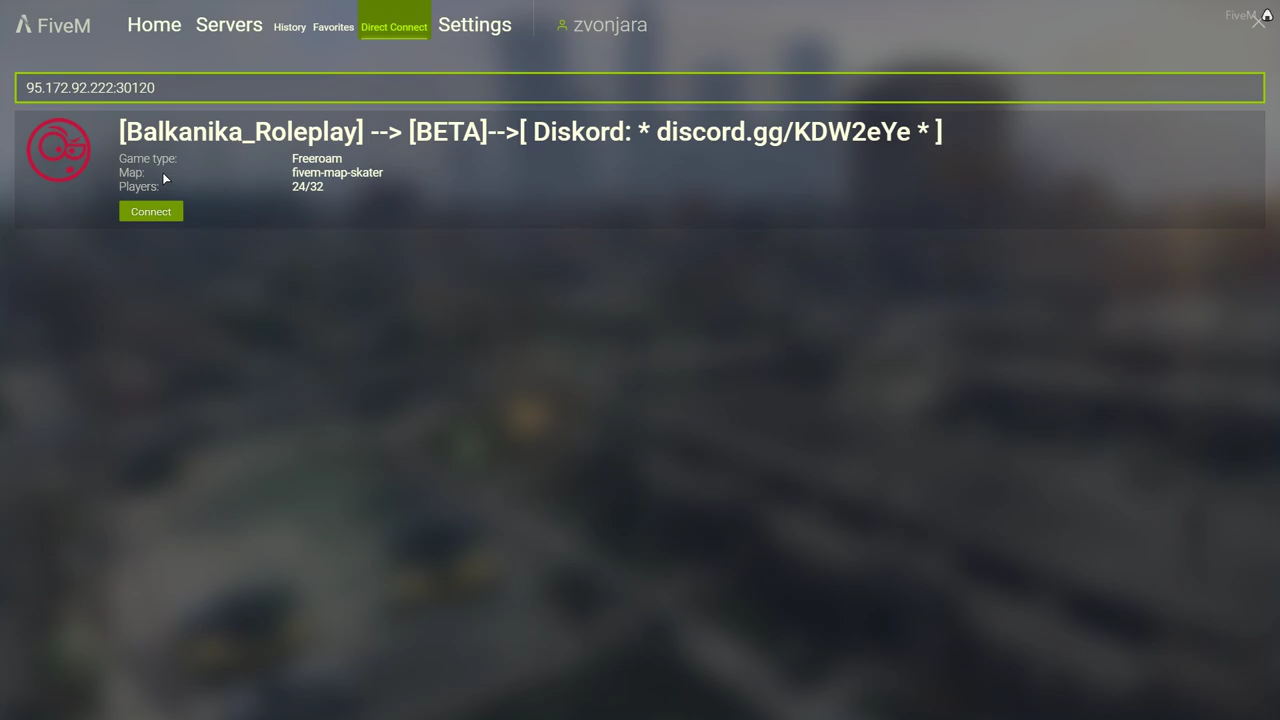 FiveM Home Servers History Favorites Direct Connect Settings zvonjara FiveM
95.172.92.222:30120
[Balkanika_Roleplay] --> [BETA]-->[ Diskord: * discord.gg/KDW2eYe * ]
Game type: Freeroam
Map: fivem-map-skater
Players: 24/32
Connect